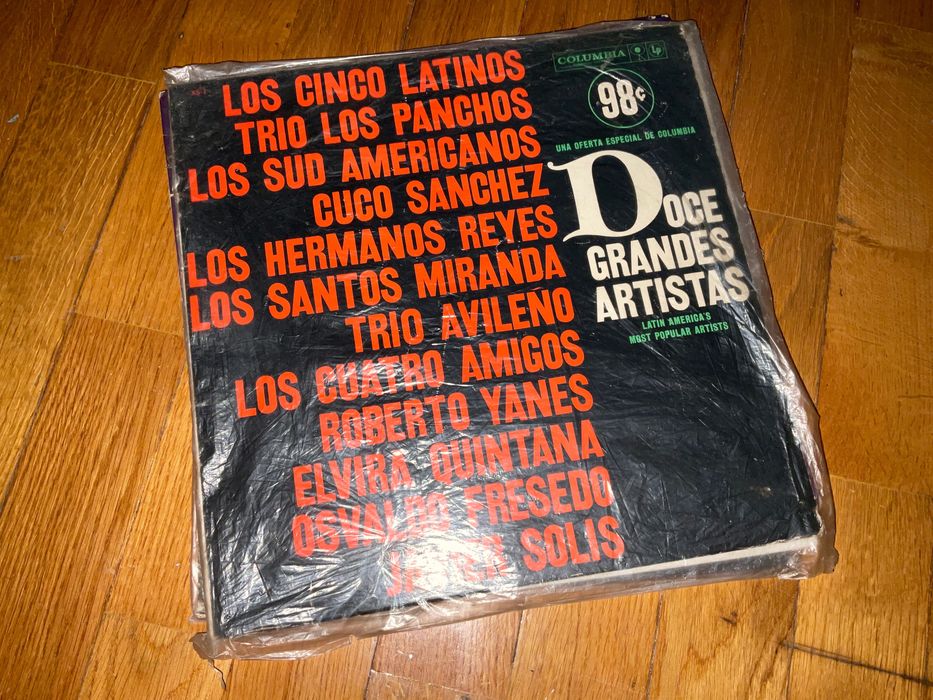 LOS CINCO LATINOS
TRIO LOS PANCHOS
LOS SUD AMERICANOS
CUCO SANCHEZ
LOS HERMANOS REYES
LOS SANTOS MIRANDA
TRIO AVILEÑO
LOS CUATRO AMIGOS
ROBERTO YANES
ELVIRA QUINTANA
OSVALDO FRESEDO
JAVIER SOLIS
COLUMBIA LP
98¢
UNA OFERTA ESPECIAL DE COLUMBIA
DOCE
GRANDES
ARTISTAS
LATIN AMERICA'S
MOST POPULAR ARTISTS